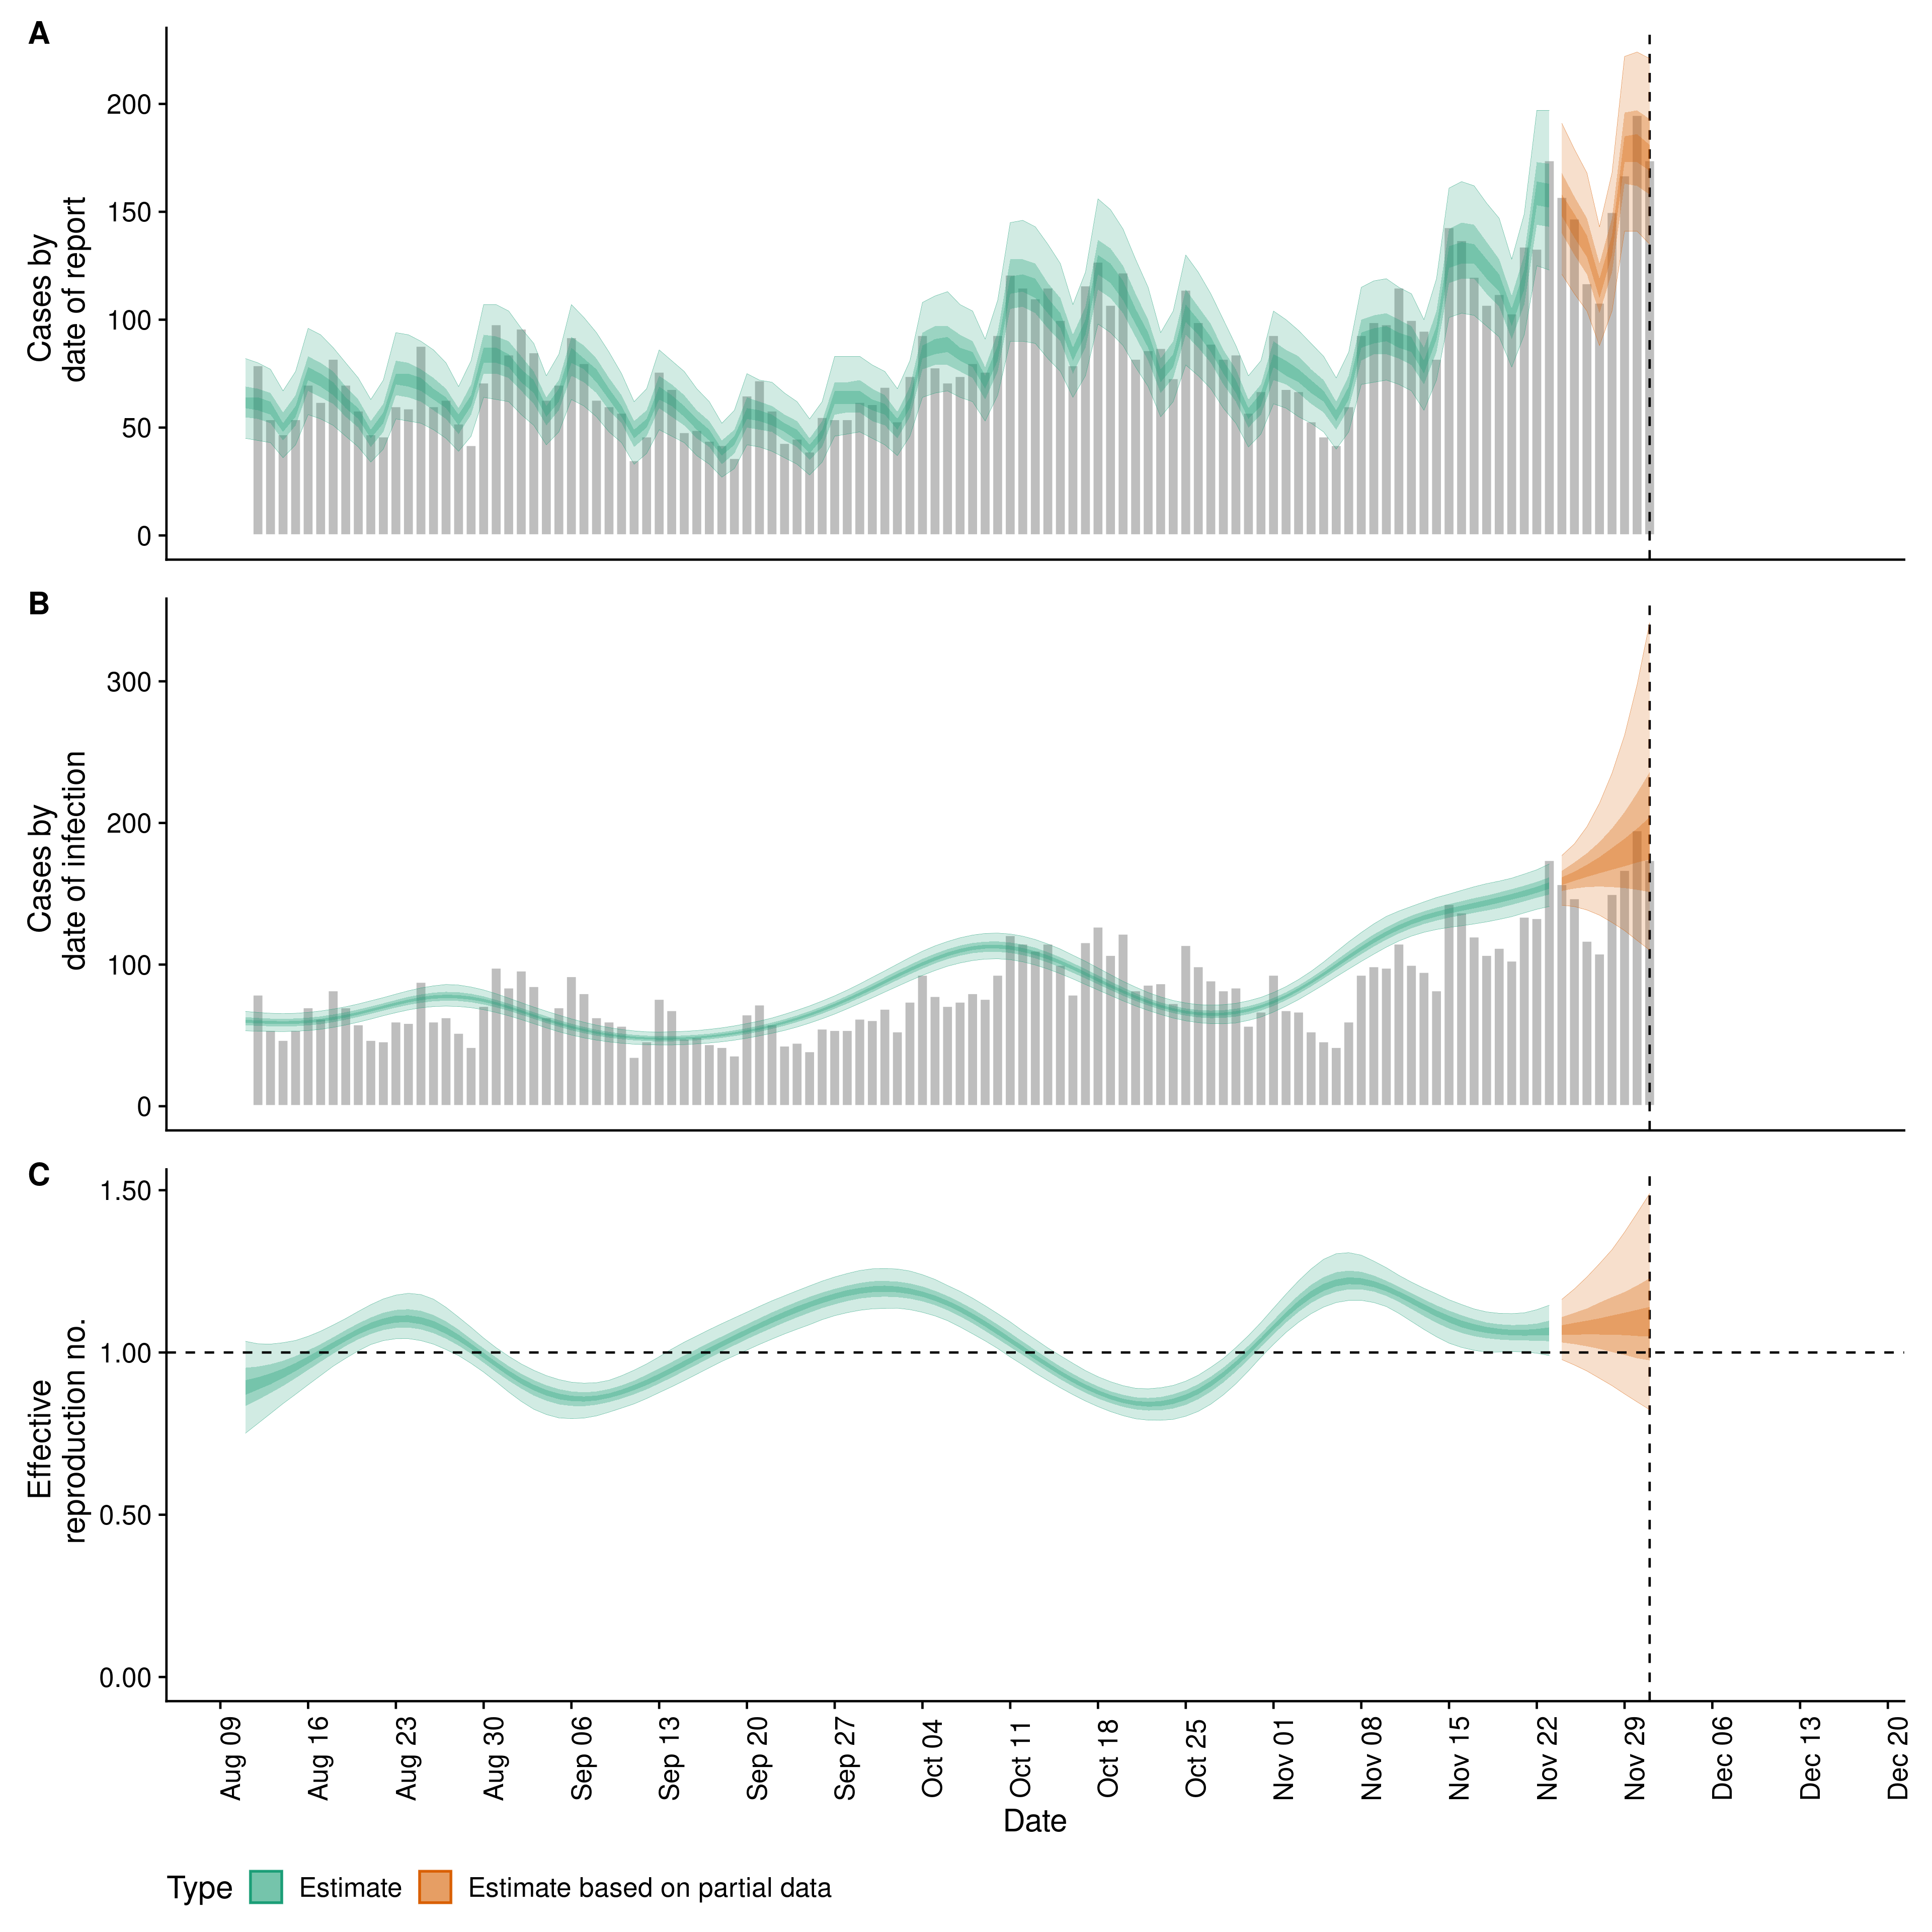 A
Cases by
date of report
200
150
100
50
0
B
Cases by
date of infection
300
200
100
0
C
Effective
reproduction no.
1.50
1.00
0.50
0.00
Aug 09
Aug 16
Aug 23
Aug 30
Sep 06
Sep 13
Sep 20
Sep 27
Oct 04
Oct 11
Oct 18
Oct 25
Nov 01
Nov 08
Nov 15
Nov 22
Nov 29
Dec 06
Dec 13
Dec 20
Date
Type Estimate Estimate based on partial data